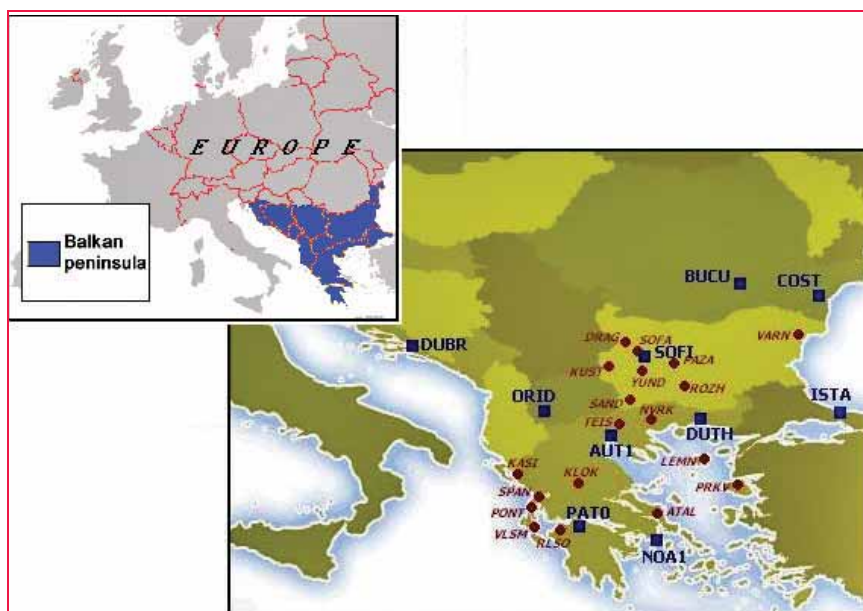 E U R O P E
Balkan
peninsula
BUCU
COST
DUBR
DRAG
SOFA
VARN
SOFI
PAZA
KUST
YUND
ROZH
ORID
SAND
NVRK
ISTA
TEIS
DUTH
AUT1
KASI
KLOK
LEMN
SPAN
PRKV
PONT
PAT0
ATAL
VLSM
RLSO
NOA1